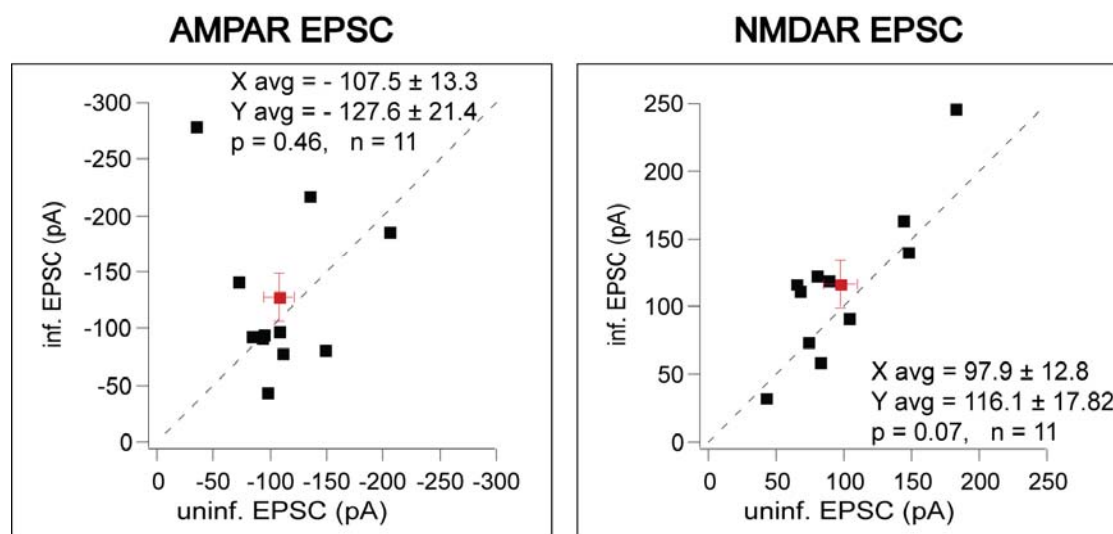 AMPAR EPSC
X avg = - 107.5 ± 13.3
Y avg = - 127.6 ± 21.4
p = 0.46, n = 11
-300
-250
-200
-150
-100
-50
0
inf. EPSC (pA)
0 -50 -100 -150 -200 -250 -300
uninf. EPSC (pA)
NMDAR EPSC
250
200
150
100
50
0
inf. EPSC (pA)
X avg = 97.9 ± 12.8
Y avg = 116.1 ± 17.82
p = 0.07, n = 11
0 50 100 150 200 250
uninf. EPSC (pA)